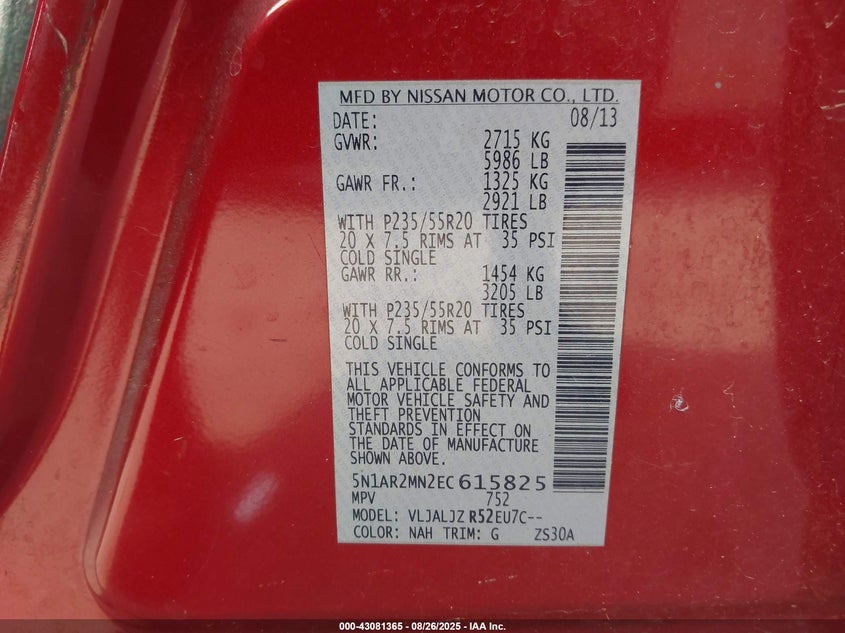 MFD BY NISSAN MOTOR CO., LTD.
DATE: 08/13
GVWR: 2715 KG
5986 LB
GAWR FR.: 1325 KG
2921 LB
WITH P235/55R20 TIRES
20 X 7.5 RIMS AT 35 PSI
COLD SINGLE
GAWR RR.: 1454 KG
3205 LB
WITH P235/55R20 TIRES
20 X 7.5 RIMS AT 35 PSI
COLD SINGLE
THIS VEHICLE CONFORMS TO
ALL APPLICABLE FEDERAL
MOTOR VEHICLE SAFETY AND
THEFT PREVENTION
STANDARDS IN EFFECT ON
THE DATE OF MANUFACTURE
SHOWN ABOVE.
5N1AR2MN2EC615825
MPV 752
MODEL: VLJALJZ R52EU7C--
COLOR: NAH TRIM: G ZS30A
000-43081365 - 08/26/2025 - IAA Inc.